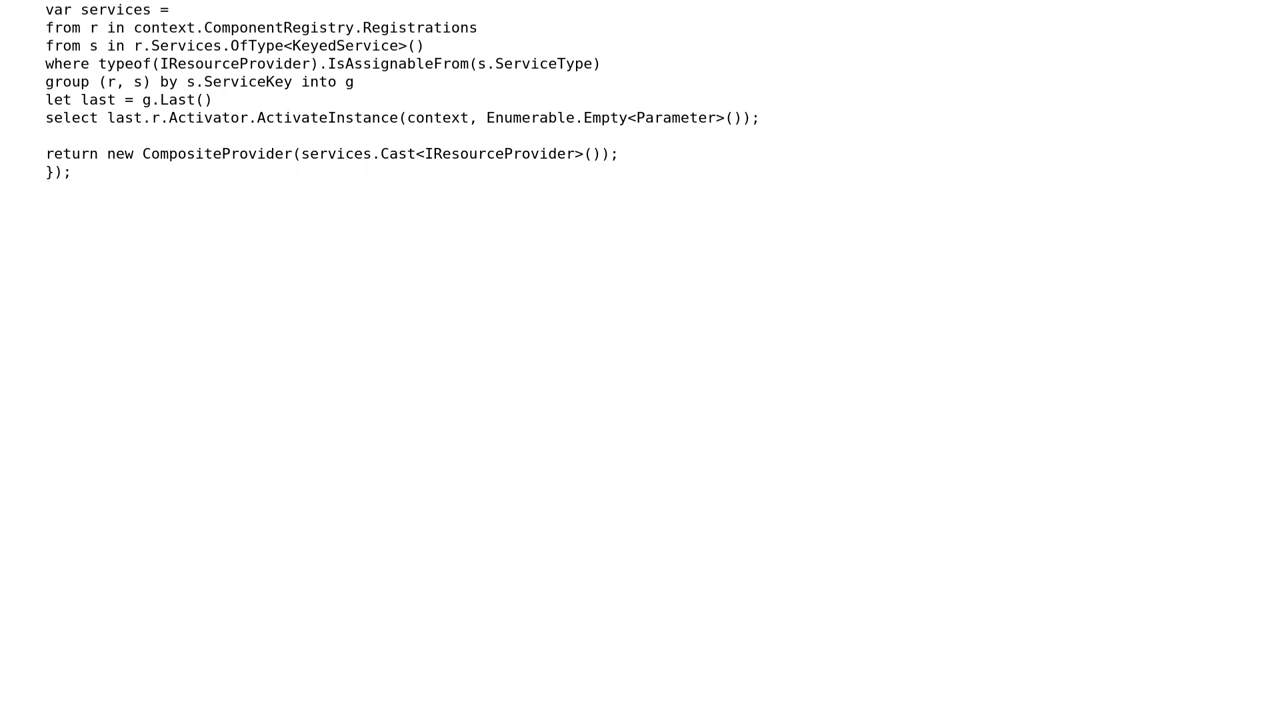 var services =
from r in context.ComponentRegistry.Registrations
from s in r.Services.OfType<KeyedService>()
where typeof(IResourceProvider).IsAssignableFrom(s.ServiceType)
group (r, s) by s.ServiceKey into g
let last = g.Last()
select last.r.Activator.ActivateInstance(context, Enumerable.Empty<Parameter>());

return new CompositeProvider(services.Cast<IResourceProvider>());
});